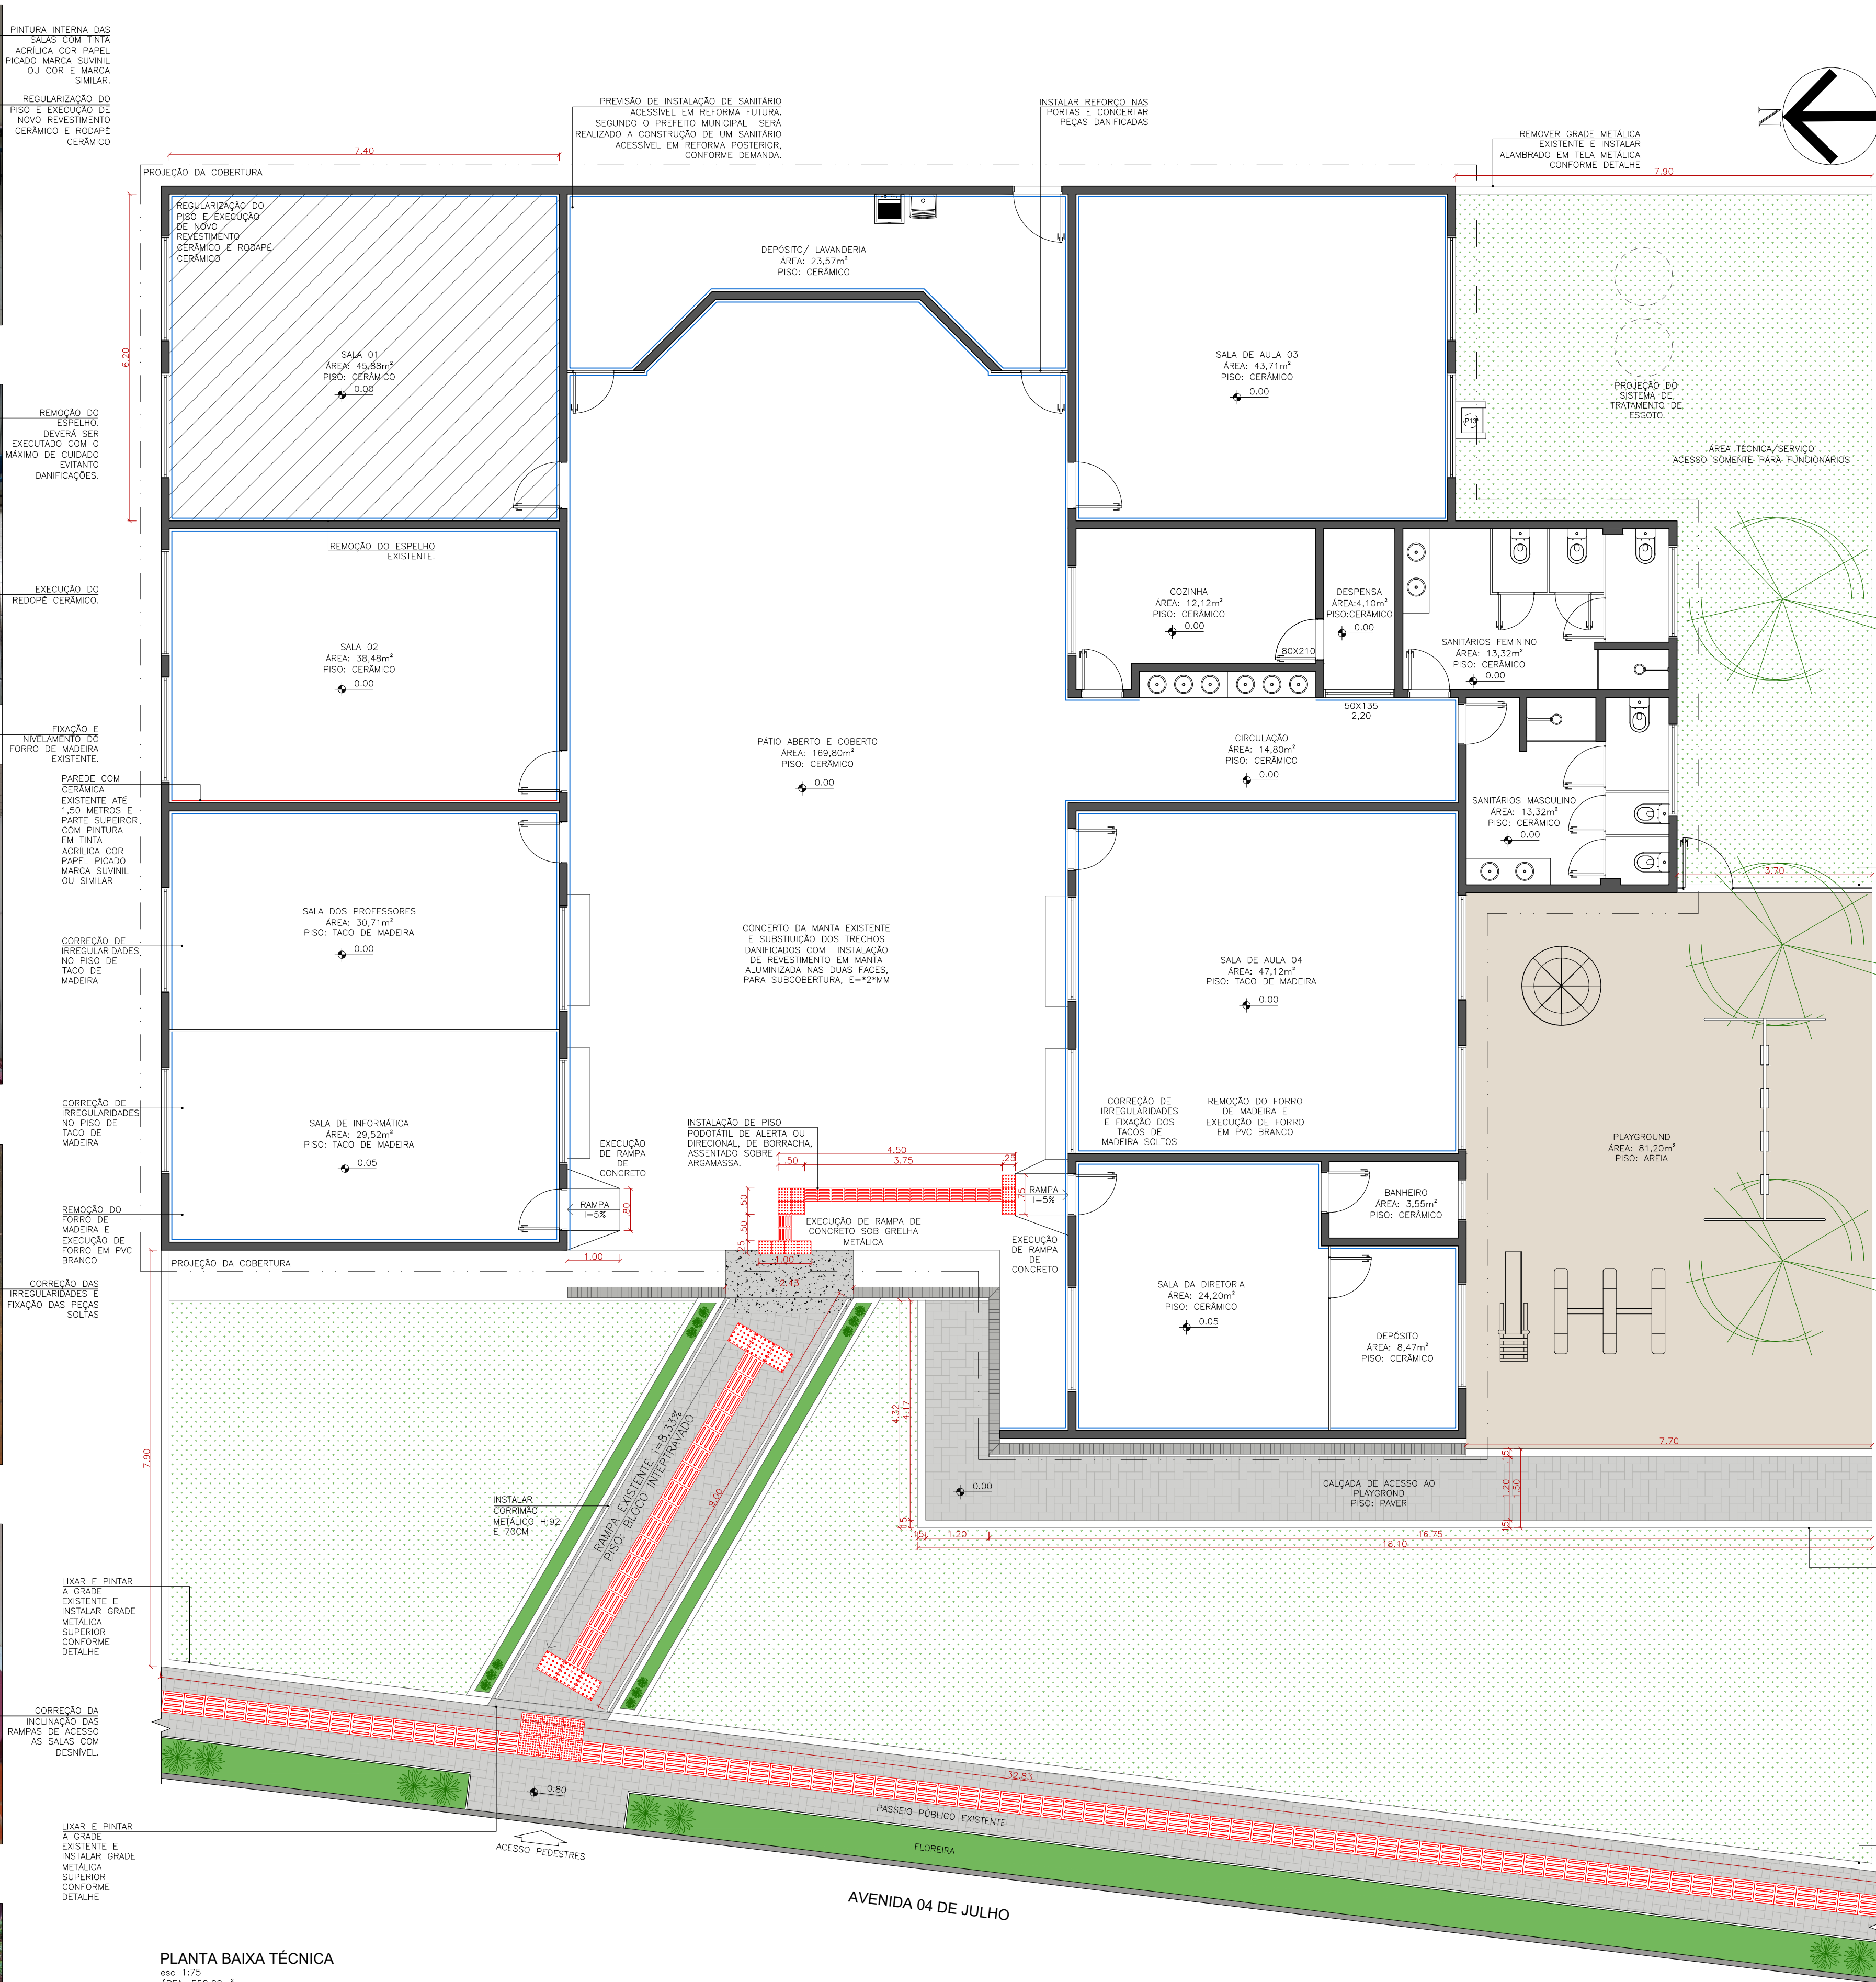 PINTURA INTERNA DAS
SALAS COM TINTA
ACRÍLICA COR PAPEL
PICADO MARCA SUVINIL
OU COR E MARCA
SIMILAR.
REGULARIZAÇÃO DO
PISO E EXECUÇÃO DE
NOVO REVESTIMENTO
CERÂMICO E RODAPÉ
CERÂMICO
PREVISÃO DE INSTALAÇÃO DE SANITÁRIO
ACESSÍVEL EM REFORMA FUTURA.
SEGUNDO O PREFEITO MUNICIPAL SERÁ
REALIZADO A CONSTRUÇÃO DE UM SANITÁRIO
ACESSÍVEL EM REFORMA POSTERIOR,
CONFORME DEMANDA.
INSTALAR REFORÇO NAS
PORTAS E CONCERTAR
PEÇAS DANIFICADAS
REMOVER GRADE METÁLICA
EXISTENTE E INSTALAR
ALAMBRADO EM TELA METÁLICA
CONFORME DETALHE
N
7.40
7.90
PROJEÇÃO DA COBERTURA
REGULARIZAÇÃO DO
PISO E EXECUÇÃO
DE NOVO
REVESTIMENTO
CERÂMICO E RODAPÉ
CERÂMICO
6.20
SALA 01
ÁREA: 45,88m²
PISO: CERÂMICO
0.00
DEPÓSITO/ LAVANDERIA
ÁREA: 23,57m²
PISO: CERÂMICO
SALA DE AULA 03
ÁREA: 43,71m²
PISO: CERÂMICO
0.00
P13
PROJEÇÃO DO
SISTEMA DE
TRATAMENTO DE
ESGOTO
ÁREA TÉCNICA/SERVIÇO
ACESSO SOMENTE PARA FUNCIONÁRIOS
REMOÇÃO DO
ESPELHO.
DEVERÁ SER
EXECUTADO COM O
MÁXIMO DE CUIDADO
EVITANTO
DANIFICAÇÕES.
REMOÇÃO DO ESPELHO
EXISTENTE.
EXECUÇÃO DO
REDOPÉ CERÂMICO.
SALA 02
ÁREA: 38,48m²
PISO: CERÂMICO
0.00
COZINHA
ÁREA: 12,12m²
PISO: CERÂMICO
0.00
80X210
DESPENSA
ÁREA:4,10m²
PISO:CERÂMICO
0.00
SANITÁRIOS FEMININO
ÁREA: 13,32m²
PISO: CERÂMICO
0.00
50X135
2,20
FIXAÇÃO E
NIVELAMENTO DO
FORRO DE MADEIRA
EXISTENTE.
PÁTIO ABERTO E COBERTO
ÁREA: 169,80m²
PISO: CERÂMICO
0.00
CIRCULAÇÃO
ÁREA: 14,80m²
PISO: CERÂMICO
0.00
SANITÁRIOS MASCULINO
ÁREA: 13,32m²
PISO: CERÂMICO
0.00
PAREDE COM
CERÂMICA
EXISTENTE ATÉ
1,50 METROS E
PARTE SUPEIROR
COM PINTURA
EM TINTA
ACRÍLICA COR
PAPEL PICADO
MARCA SUVINIL
OU SIMILAR
3.70
SALA DOS PROFESSORES
ÁREA: 30,71m²
PISO: TACO DE MADEIRA
0.00
CORREÇÃO DE
IRREGULARIDADES
NO PISO DE
TACO DE
MADEIRA
CONCERTO DA MANTA EXISTENTE
E SUBSTIUIÇÃO DOS TRECHOS
DANIFICADOS COM INSTALAÇÃO
DE REVESTIMENTO EM MANTA
ALUMINIZADA NAS DUAS FACES,
PARA SUBCOBERTURA, E=*2*MM
SALA DE AULA 04
ÁREA: 47,12m²
PISO: TACO DE MADEIRA
0.00
CORREÇÃO DE
IRREGULARIDADES
NO PISO DE
TACO DE
MADEIRA
SALA DE INFORMÁTICA
ÁREA: 29,52m²
PISO: TACO DE MADEIRA
0.05
EXECUÇÃO
DE RAMPA
DE
CONCRETO
INSTALAÇÃO DE PISO
PODOTÁTIL DE ALERTA OU
DIRECIONAL, DE BORRACHA,
ASSENTADO SOBRE
ARGAMASSA.
CORREÇÃO DE
IRREGULARIDADES
E FIXAÇÃO DOS
TACOS DE
MADEIRA SOLTOS
REMOÇÃO DO FORRO
DE MADEIRA E
EXECUÇÃO DE FORRO
EM PVC BRANCO
PLAYGROUND
ÁREA: 81,20m²
PISO: AREIA
4.50
.50
3.75
.25
.75
.50
.50
.25
RAMPA
i=5%
.80
1.00
RAMPA
i=5%
EXECUÇÃO DE RAMPA DE
CONCRETO SOB GRELHA
METÁLICA
EXECUÇÃO
DE RAMPA
DE
CONCRETO
1.00
BANHEIRO
ÁREA: 3,55m²
PISO: CERÂMICO
REMOÇÃO DO
FORRO DE
MADEIRA E
EXECUÇÃO DE
FORRO EM PVC
BRANCO
PROJEÇÃO DA COBERTURA
CORREÇÃO DAS
IRREGULARIDADES E
FIXAÇÃO DAS PEÇAS
SOLTAS
SALA DA DIRETORIA
ÁREA: 24,20m²
PISO: CERÂMICO
0.05
DEPÓSITO
ÁREA: 8,47m²
PISO: CERÂMICO
7.90
4.32
4.17
.15
7.70
RAMPA EXISTENTE i=8,33%
PISO: BLOCO INTERTRAVADO
9.00
INSTALAR
CORRIMÃO
METÁLICO H:92
E 70CM
0.00
CALÇADA DE ACESSO AO
PLAYGROND
PISO: PAVER
.15
1.20
1.50
.15
.15
1.20
16.75
18.10
LIXAR E PINTAR
A GRADE
EXISTENTE E
INSTALAR GRADE
METÁLICA
SUPERIOR
CONFORME
DETALHE
CORREÇÃO DA
INCLINAÇÃO DAS
RAMPAS DE ACESSO
AS SALAS COM
DESNÍVEL.
32.83
0.80
PASSEIO PÚBLICO EXISTENTE
FLOREIRA
ACESSO PEDESTRES
LIXAR E PINTAR
A GRADE
EXISTENTE E
INSTALAR GRADE
METÁLICA
SUPERIOR
CONFORME
DETALHE
AVENIDA 04 DE JULHO
PLANTA BAIXA TÉCNICA
esc 1:75